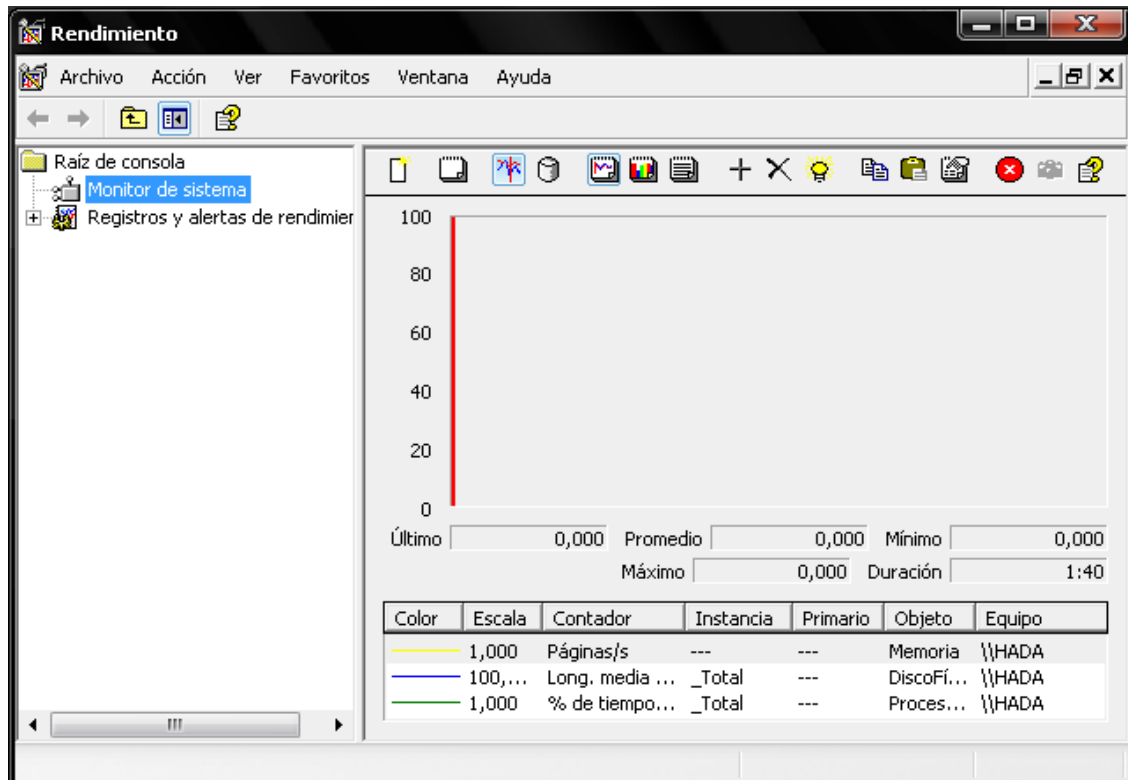 Rendimiento
Archivo Acción Ver Favoritos Ventana Ayuda
Raíz de consola
Monitor de sistema
Registros y alertas de rendimier
100
80
60
40
20
0
Último 0,000 Promedio 0,000 Mínimo 0,000
Máximo 0,000 Duración 1:40
Color Escala Contador Instancia Primario Objeto Equipo
1,000 Páginas/s --- --- Memoria \\HADA
100,... Long. media ... _Total --- DiscoFí... \\HADA
1,000 % de tiempo... _Total --- Proces... \\HADA